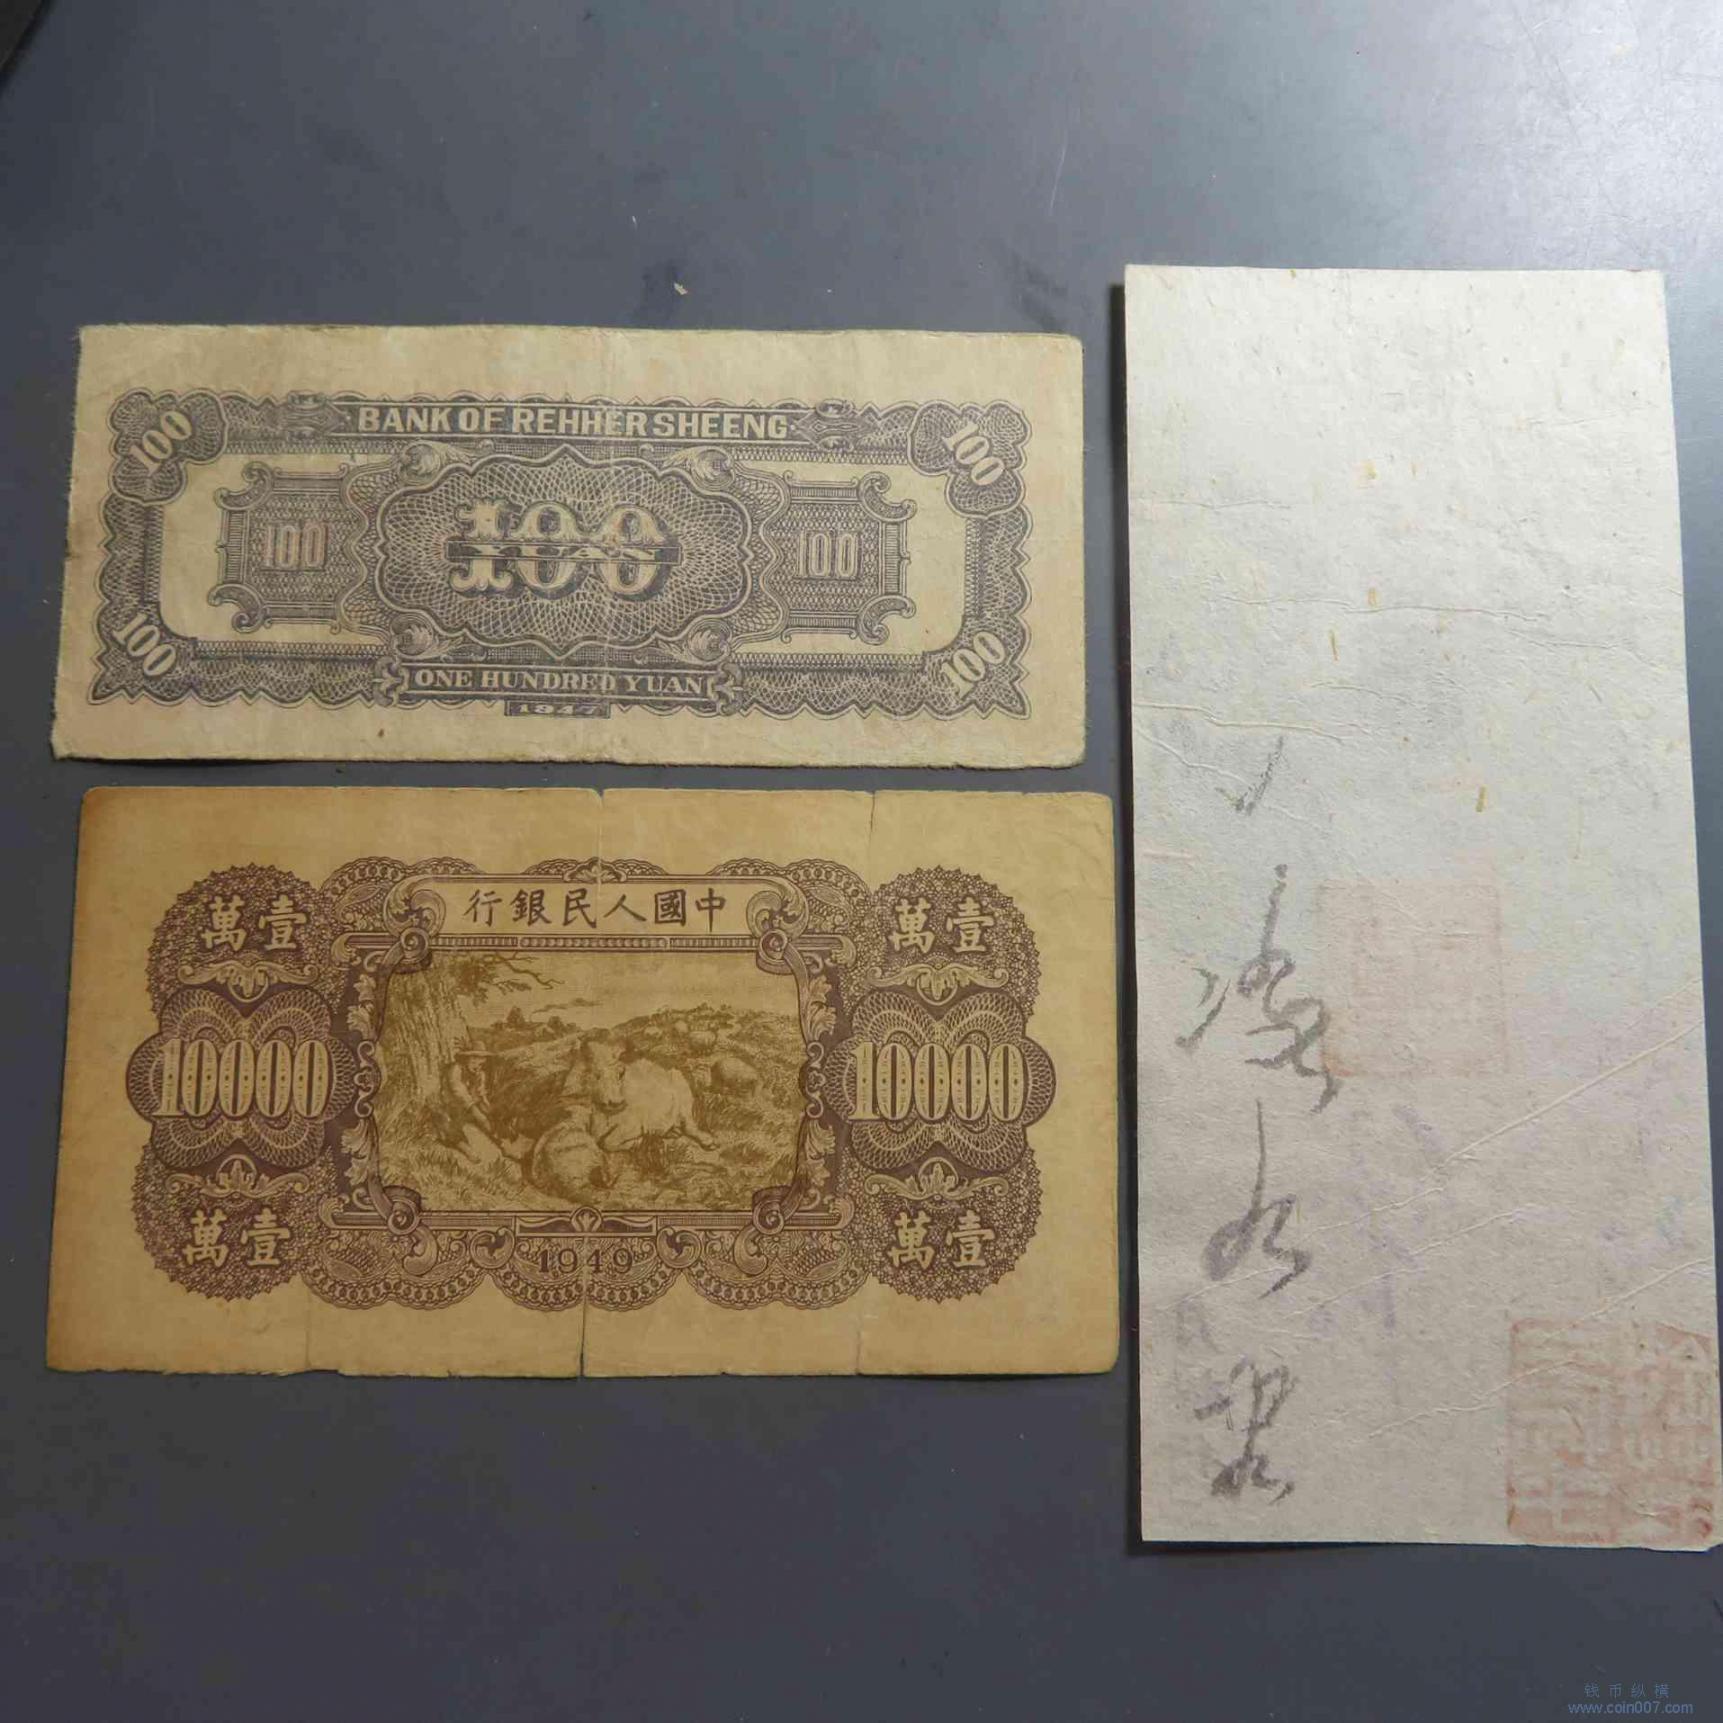 BANK OF REHHER SHEENG
100 100
100 100 YUAN 100
100 100
ONE HUNDRED YUAN
1947
行銀民人國中
萬壹 萬壹
10000 10000
萬壹 萬壹
1949
钱币纵横
www.coin007.com